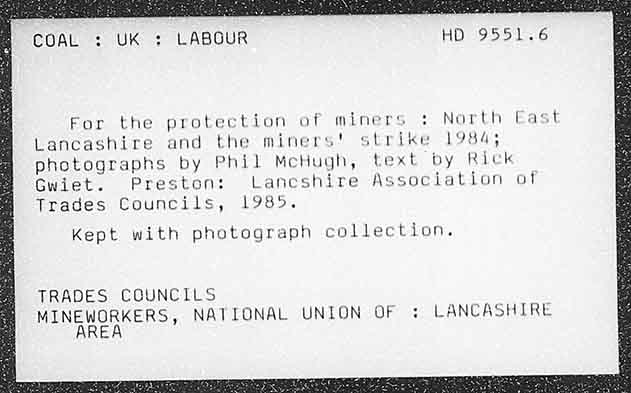 COAL : UK : LABOUR HD 9551.6
For the protection of miners : North East
Lancashire and the miners' strike 1984;
photographs by Phil McHugh, text by Rick
Gwiet. Preston: Lancshire Association of
Trades Councils, 1985.
Kept with photograph collection.
TRADES COUNCILS
MINEWORKERS, NATIONAL UNION OF : LANCASHIRE
AREA